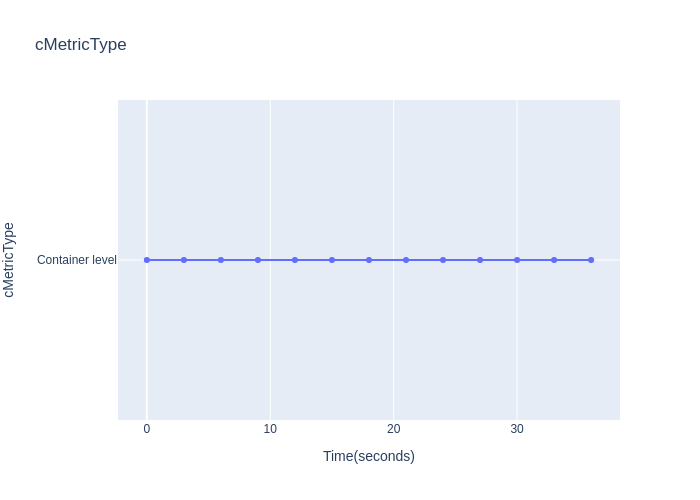 cMetricType
cMetricType
Container level
0 10 20 30
Time(seconds)